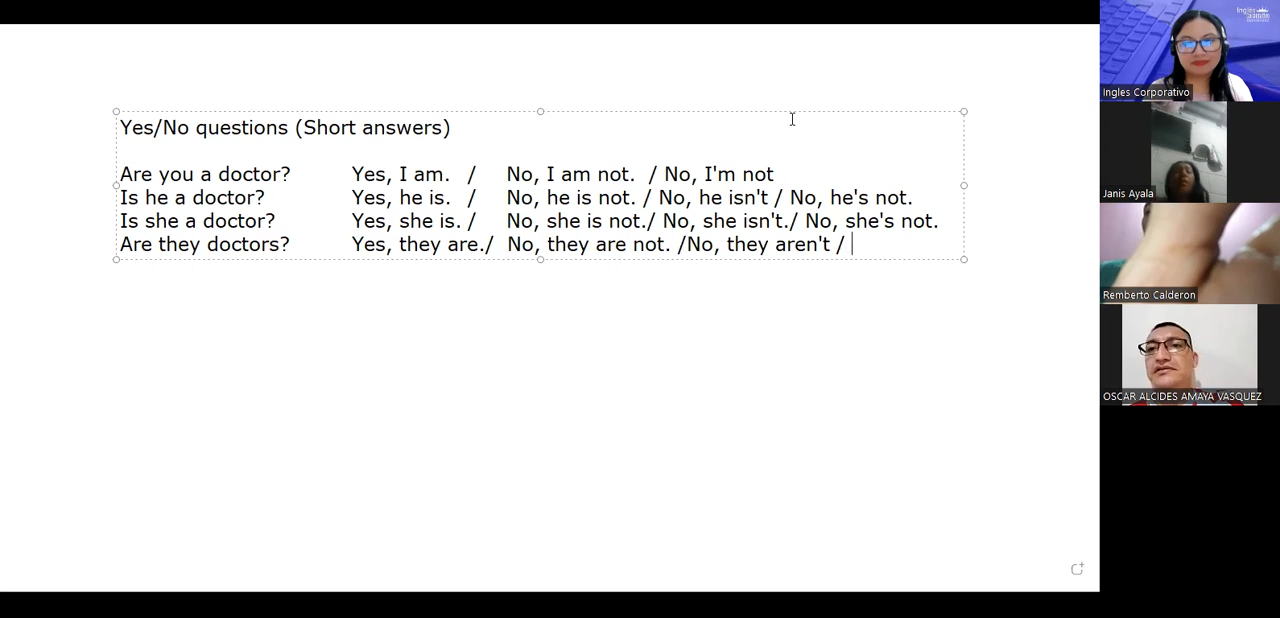 Yes/No questions (Short answers)
Are you a doctor? Yes, I am. / No, I am not. / No, I'm not
Is he a doctor? Yes, he is. / No, he is not. / No, he isn't / No, he's not.
Is she a doctor? Yes, she is. / No, she is not./ No, she isn't./ No, she's not.
Are they doctors? Yes, they are./ No, they are not. /No, they aren't /
Ingles Corporativo
Janis Ayala
Remberto Calderon
OSCAR ALCIDES AMAYA VASQUEZ